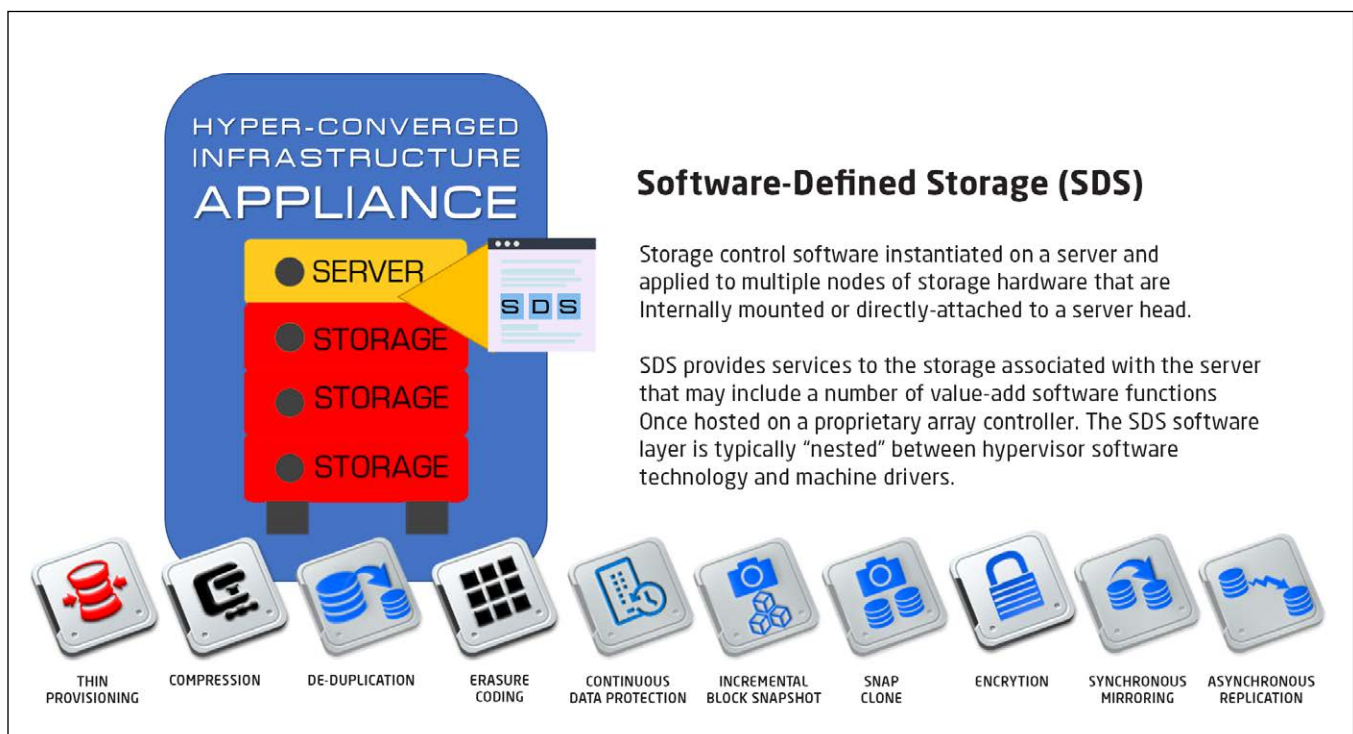 HYPER-CONVERGED
INFRASTRUCTURE
APPLIANCE
SERVER
STORAGE
STORAGE
STORAGE
SDS
Software-Defined Storage (SDS)
Storage control software instantiated on a server and
applied to multiple nodes of storage hardware that are
Internally mounted or directly-attached to a server head.
SDS provides services to the storage associated with the server
that may include a number of value-add software functions
Once hosted on a proprietary array controller. The SDS software
layer is typically “nested” between hypervisor software
technology and machine drivers.
THIN
PROVISIONING
COMPRESSION
DE-DUPLICATION
ERASURE
CODING
CONTINUOUS
DATA PROTECTION
INCREMENTAL
BLOCK SNAPSHOT
SNAP
CLONE
ENCRYTION
SYNCHRONOUS
MIRRORING
ASYNCHRONOUS
REPLICATION